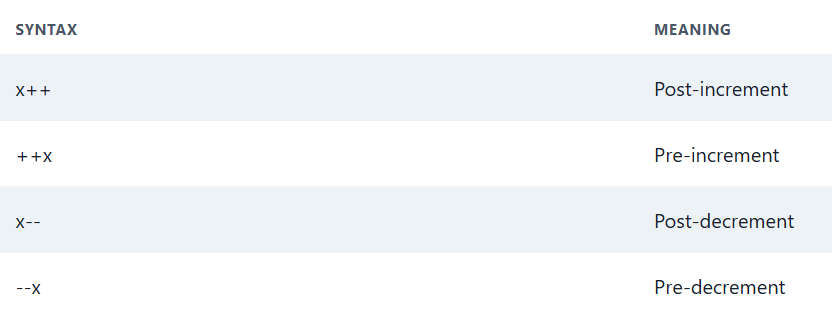 SYNTAX MEANING
x++ Post-increment
++x Pre-increment
x-- Post-decrement
--x Pre-decrement